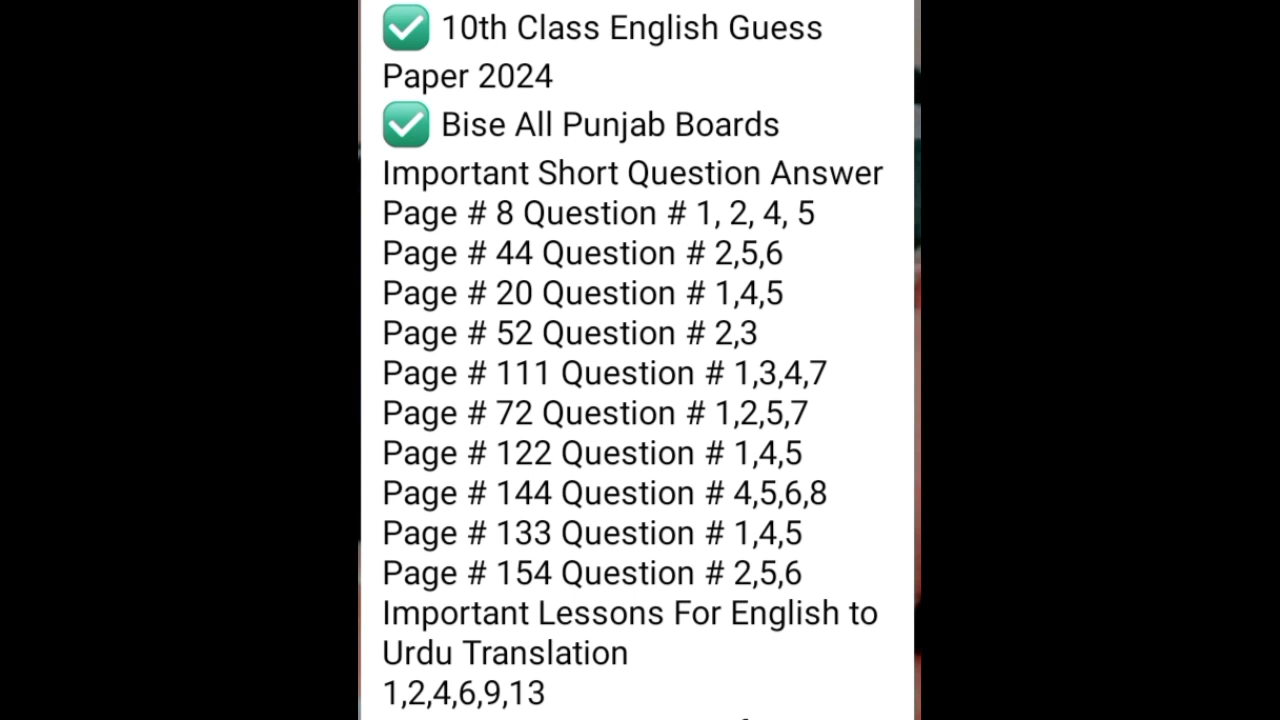 ✅ 10th Class English Guess
Paper 2024
✅ Bise All Punjab Boards
Important Short Question Answer
Page # 8 Question # 1, 2, 4, 5
Page # 44 Question # 2,5,6
Page # 20 Question # 1,4,5
Page # 52 Question # 2,3
Page # 111 Question # 1,3,4,7
Page # 72 Question # 1,2,5,7
Page # 122 Question # 1,4,5
Page # 144 Question # 4,5,6,8
Page # 133 Question # 1,4,5
Page # 154 Question # 2,5,6
Important Lessons For English to
Urdu Translation
1,2,4,6,9,13